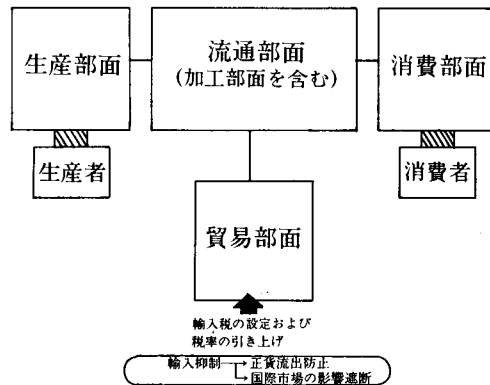 生産部面
流通部面
(加工部面を含む)
消費部面
生産者
消費者
貿易部面
輸入税の設定および
税率の引き上げ
輸入抑制→正貨流出防止
→国際市場の影響遮断